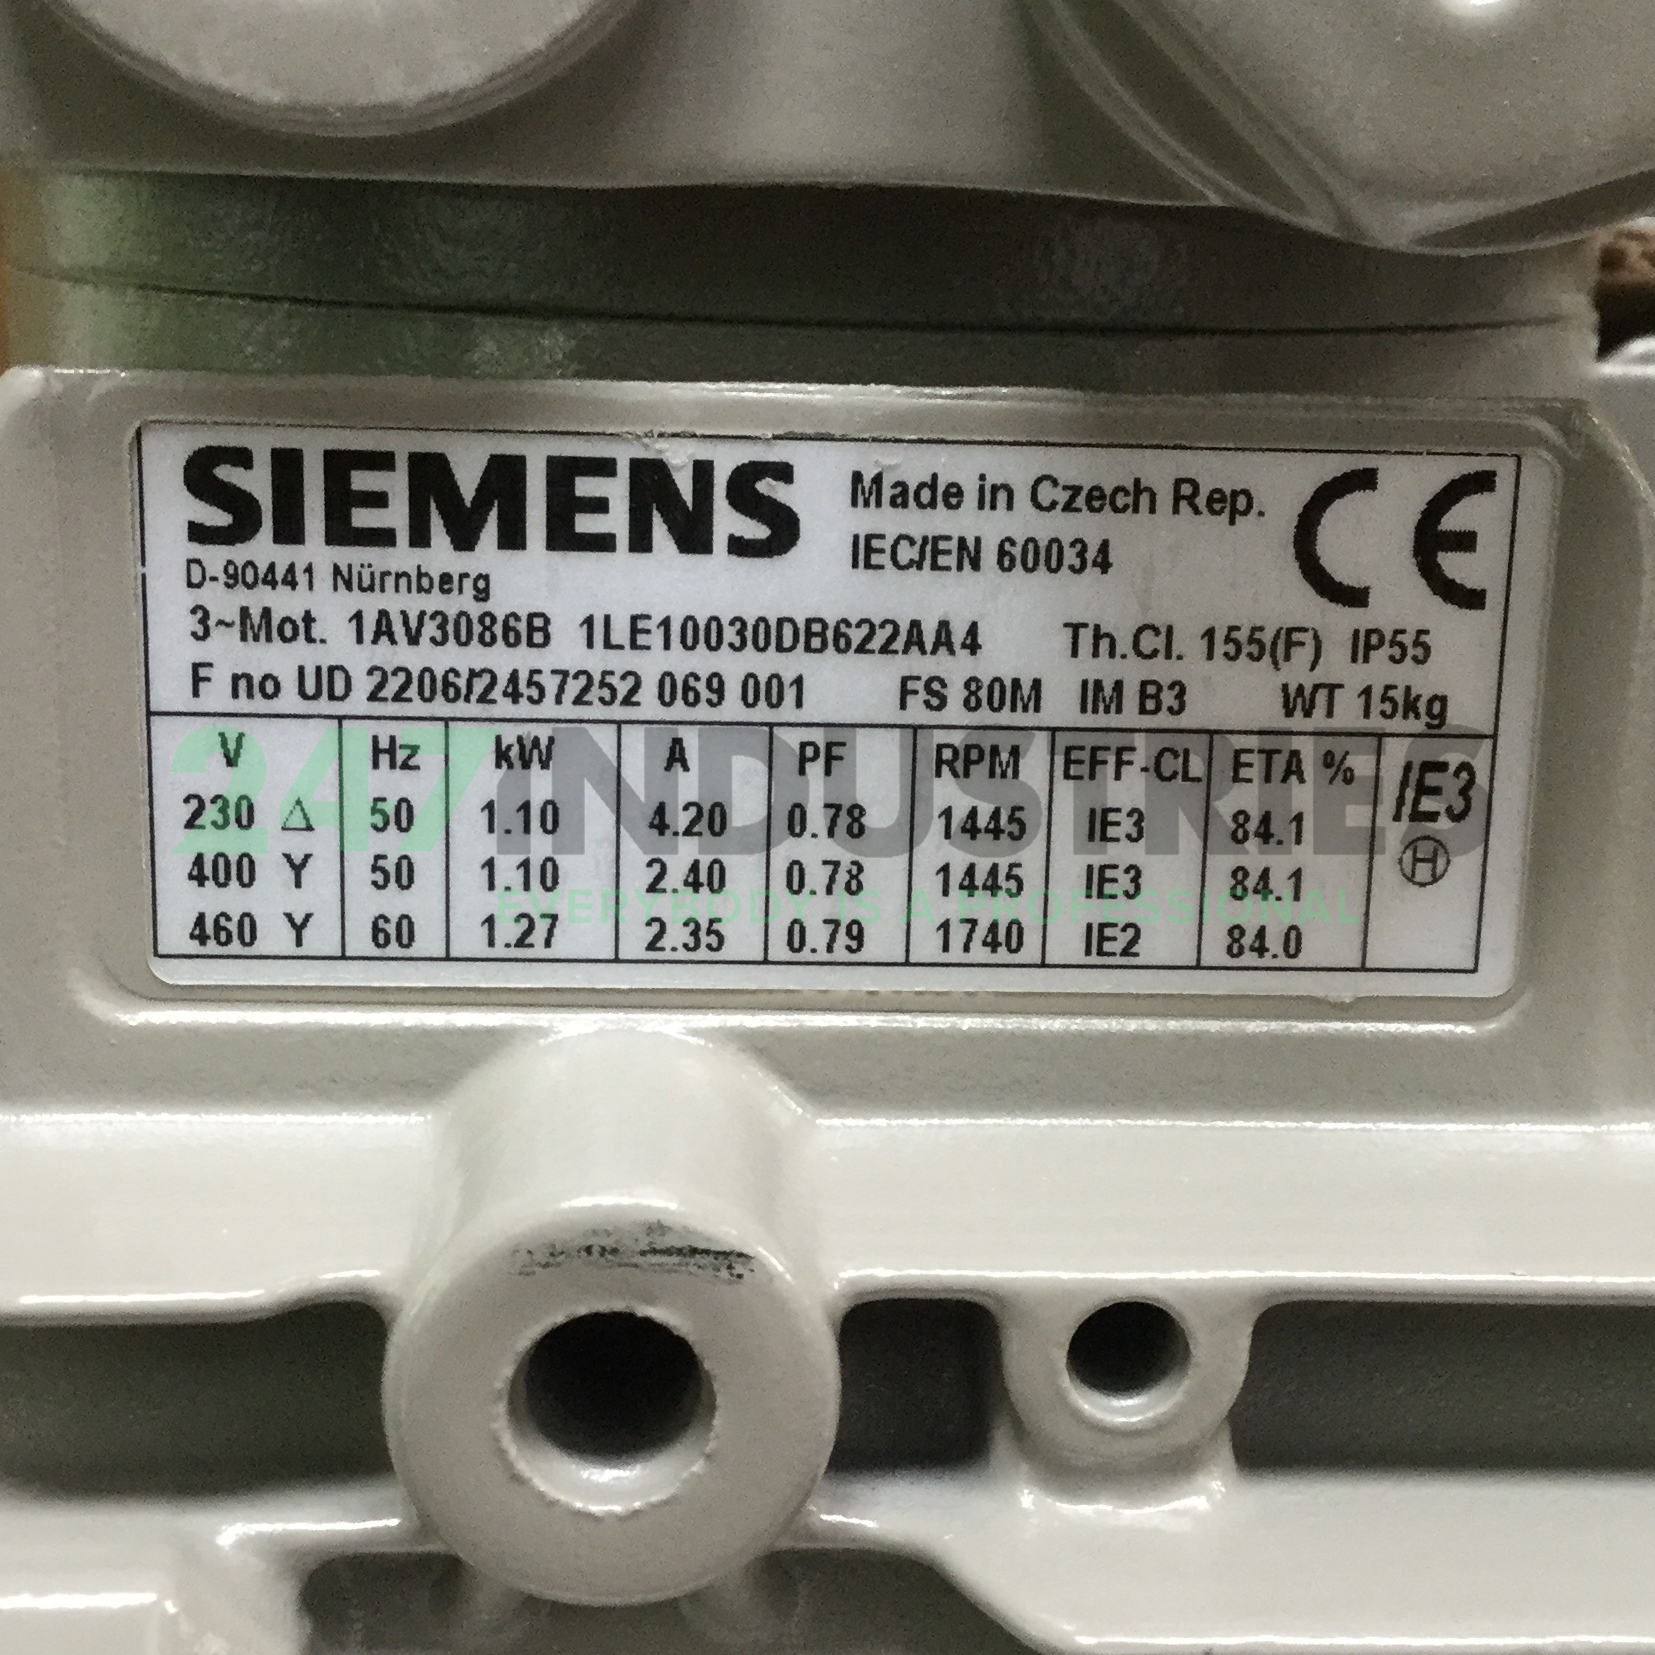 SIEMENS
Made in Czech Rep.
IEC/EN 60034
CE
D-90441 Nürnberg
3~Mot. 1AV3086B 1LE10030DB622AA4 Th.Cl. 155(F) IP55
F no UD 2206/2457252 069 001 FS 80M IM B3 WT 15kg
V Hz kW A PF RPM EFF-CL ETA % IE3
230 Δ 50 1.10 4.20 0.78 1445 IE3 84.1
H
400 Y 50 1.10 2.40 0.78 1445 IE3 84.1
460 Y 60 1.27 2.35 0.79 1740 IE2 84.0
247INDUSTRIES
EVERYBODY IS A PROFESSIONAL